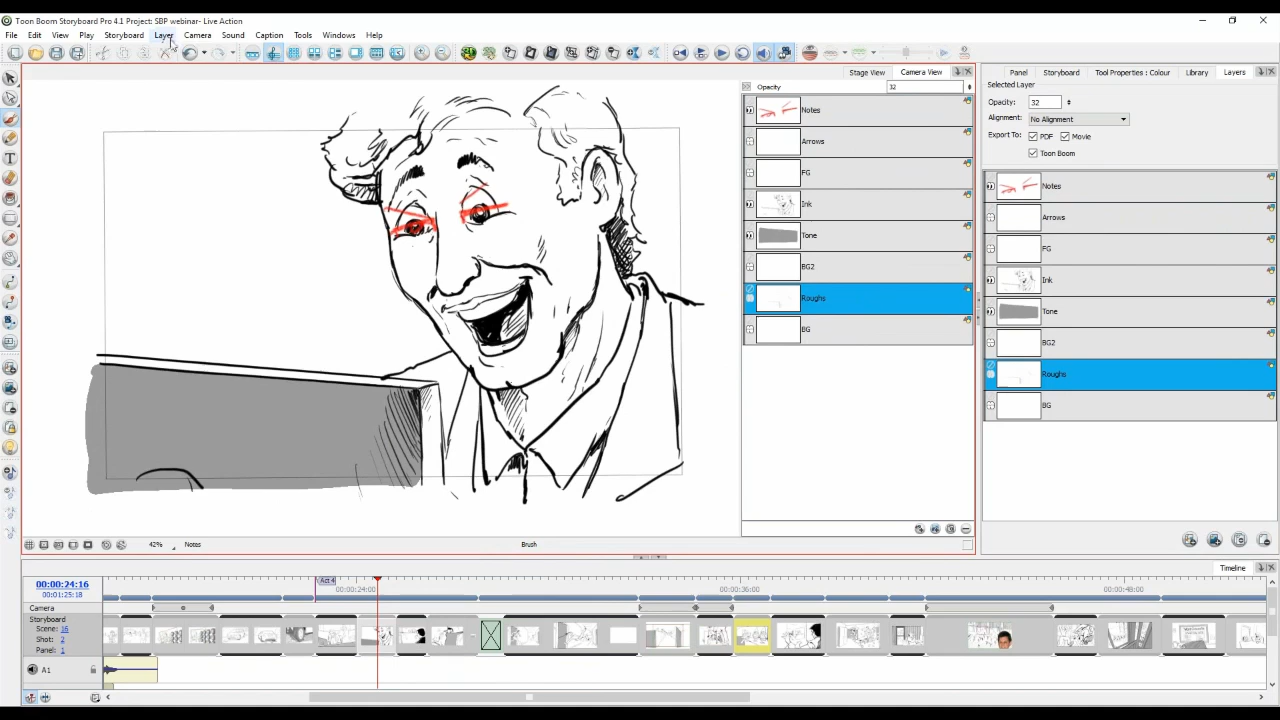 Toon Boom Storyboard Pro 4.1 Project: SBP webinar- Live Action
File Edit View Play Storyboard Layer Camera Sound Caption Tools Windows Help
Stage View Camera View
Panel Storyboard Tool Properties : Colour Library Layers
Opacity 32
Selected Layer
Opacity: 32
Alignment: No Alignment
Export To: PDF Movie
Toon Boom
Notes
Arrows
FG
Ink
Tone
BG2
Roughs
BG
Notes
Arrows
FG
Ink
Tone
BG2
Roughs
BG
42% Notes Brush
Timeline
00:00:24:16
00:01:25:18
Act 4
00:00:24:00 00:00:36:00 00:00:48:00
Camera
Storyboard
Scene: 16
Shot: 2
Panel: 1
A1